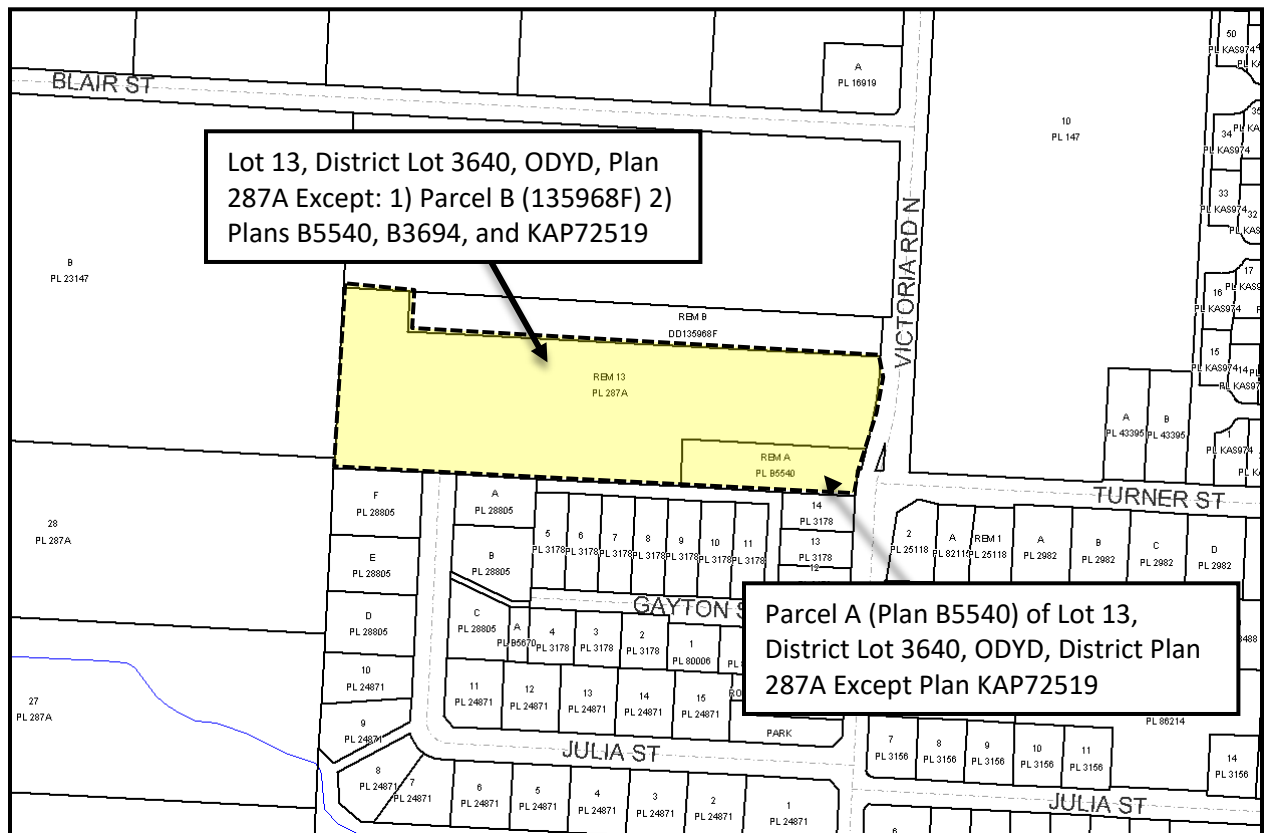 50
PL KAS974
BLAIR ST
A
PL 16919
10
PL 147
34
PL KAS974
33
PL KAS974
32
Lot 13, District Lot 3640, ODYD, Plan
287A Except: 1) Parcel B (135968F) 2)
Plans B5540, B3694, and KAP72519
VICTORIA RD N
B
PL 23147
17
16
PL KAS974
15
PL KAS974
14
REM B
DD135968F
REM 13
PL 287A
A
PL 43395
B
PL 43395
1
PL KAS974
REM A
PL B5540
TURNER ST
F
PL 28805
A
PL 28805
14
PL 3178
28
PL 287A
5
PL 3178
6
PL 3178
7
PL 3178
8
PL 3178
9
PL 3178
10
PL 3178
11
PL 3178
13
PL 3178
12
2
PL 25118
A
PL 82118
REM 1
PL 25118
A
PL 2982
B
PL 2982
C
PL 2982
D
PL 2982
E
PL 28805
B
PL 28805
GAYTON S
D
PL 28805
C
PL 28805
A
PL B5670
4
PL 3178
3
PL 3178
2
PL 3178
1
PL 80006
Parcel A (Plan B5540) of Lot 13,
District Lot 3640, ODYD, District Plan
287A Except Plan KAP72519
3488
10
PL 24871
11
PL 24871
12
PL 24871
13
PL 24871
14
PL 24871
15
PL 24871
27
PL 287A
PL 86214
PARK
9
PL 24871
JULIA ST
7
PL 3156
8
PL 3156
9
PL 3156
10
PL 3156
11
PL 3156
14
PL 3156
8
PL 24871
7
PL 24871
6
PL 24871
5
PL 24871
4
PL 24871
3
PL 24871
2
PL 24871
1
PL 24871
JULIA ST
6